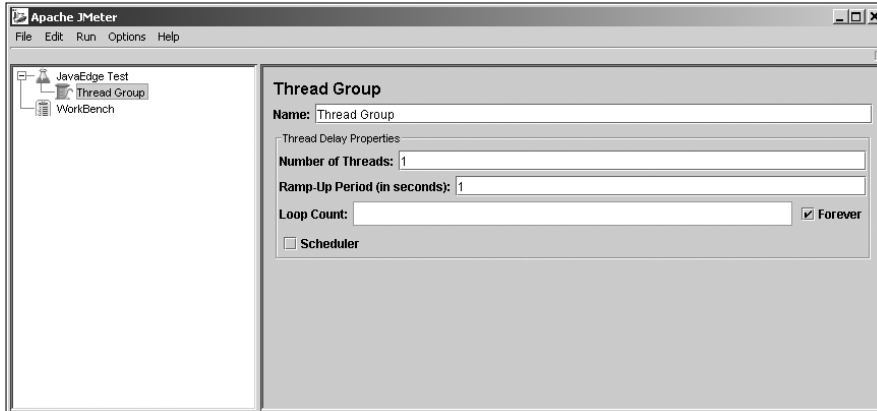 Apache JMeter
File Edit Run Options Help
JavaEdge Test
Thread Group
WorkBench
Thread Group
Name: Thread Group
Thread Delay Properties
Number of Threads: 1
Ramp-Up Period (in seconds): 1
Loop Count: Forever
Scheduler